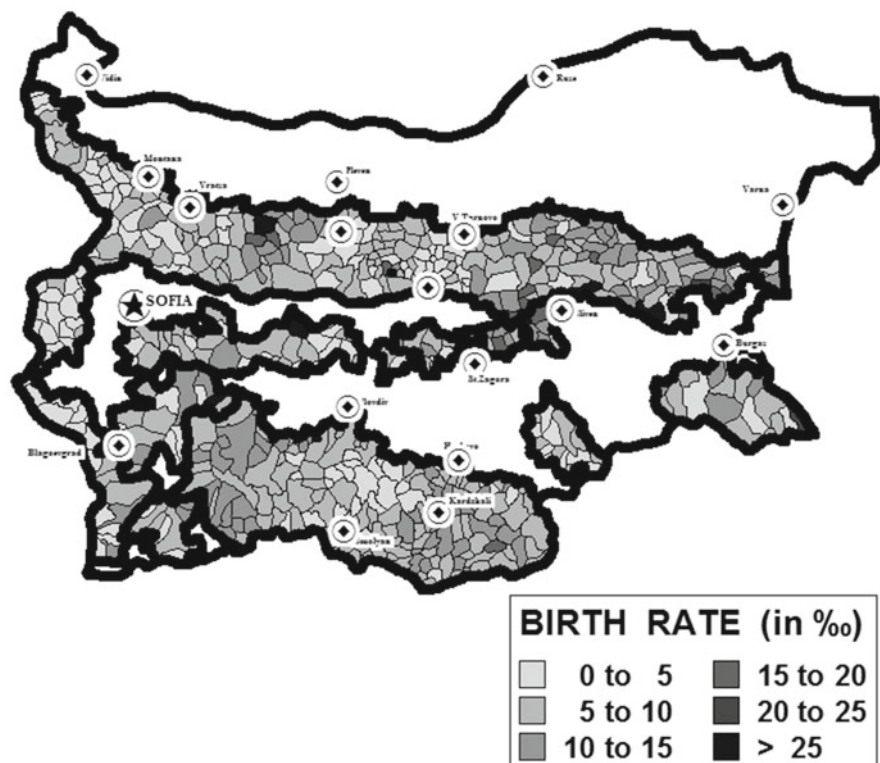 Vidin
Ruse
Montana
Pleven
Vratsa
Varna
V.Tarnovo
SOFIA
Sliven
Burgas
St.Zagora
Blagoevgrad
Kardzhali
BIRTH RATE (in ‰)
0 to 5 15 to 20
5 to 10 20 to 25
10 to 15 > 25